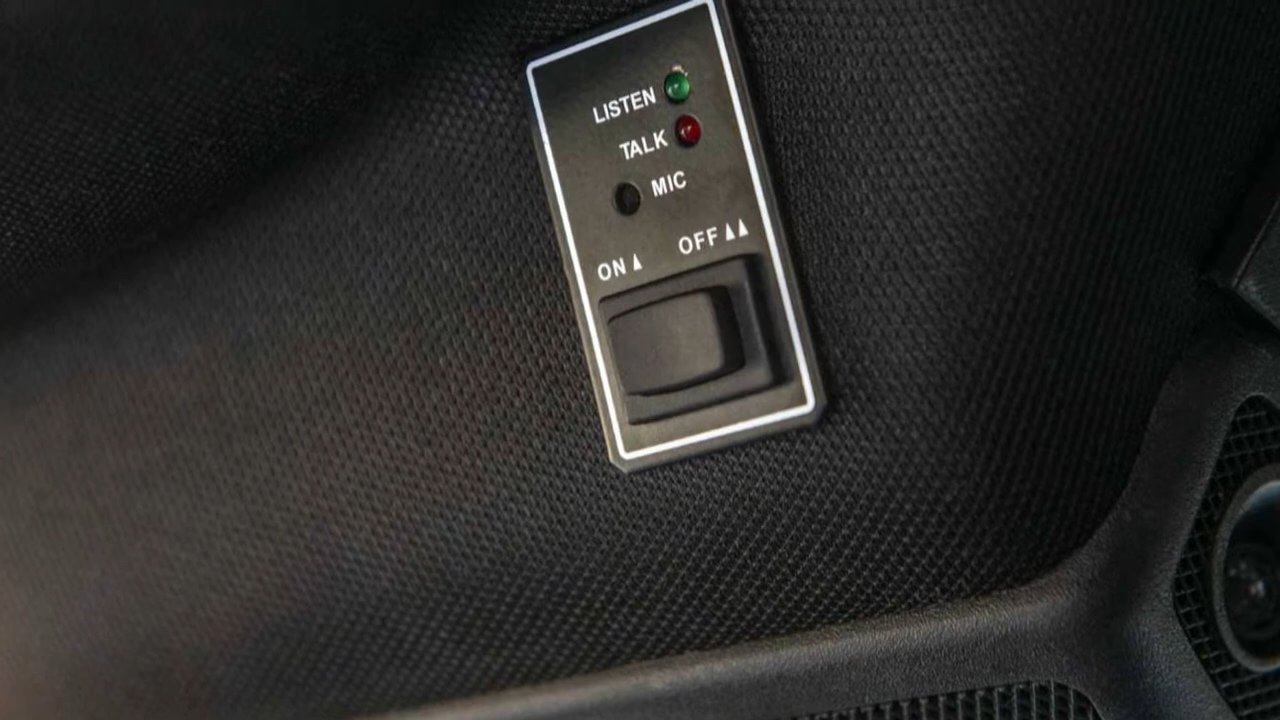 LISTEN
TALK
MIC
ON ▲ OFF ▲▲